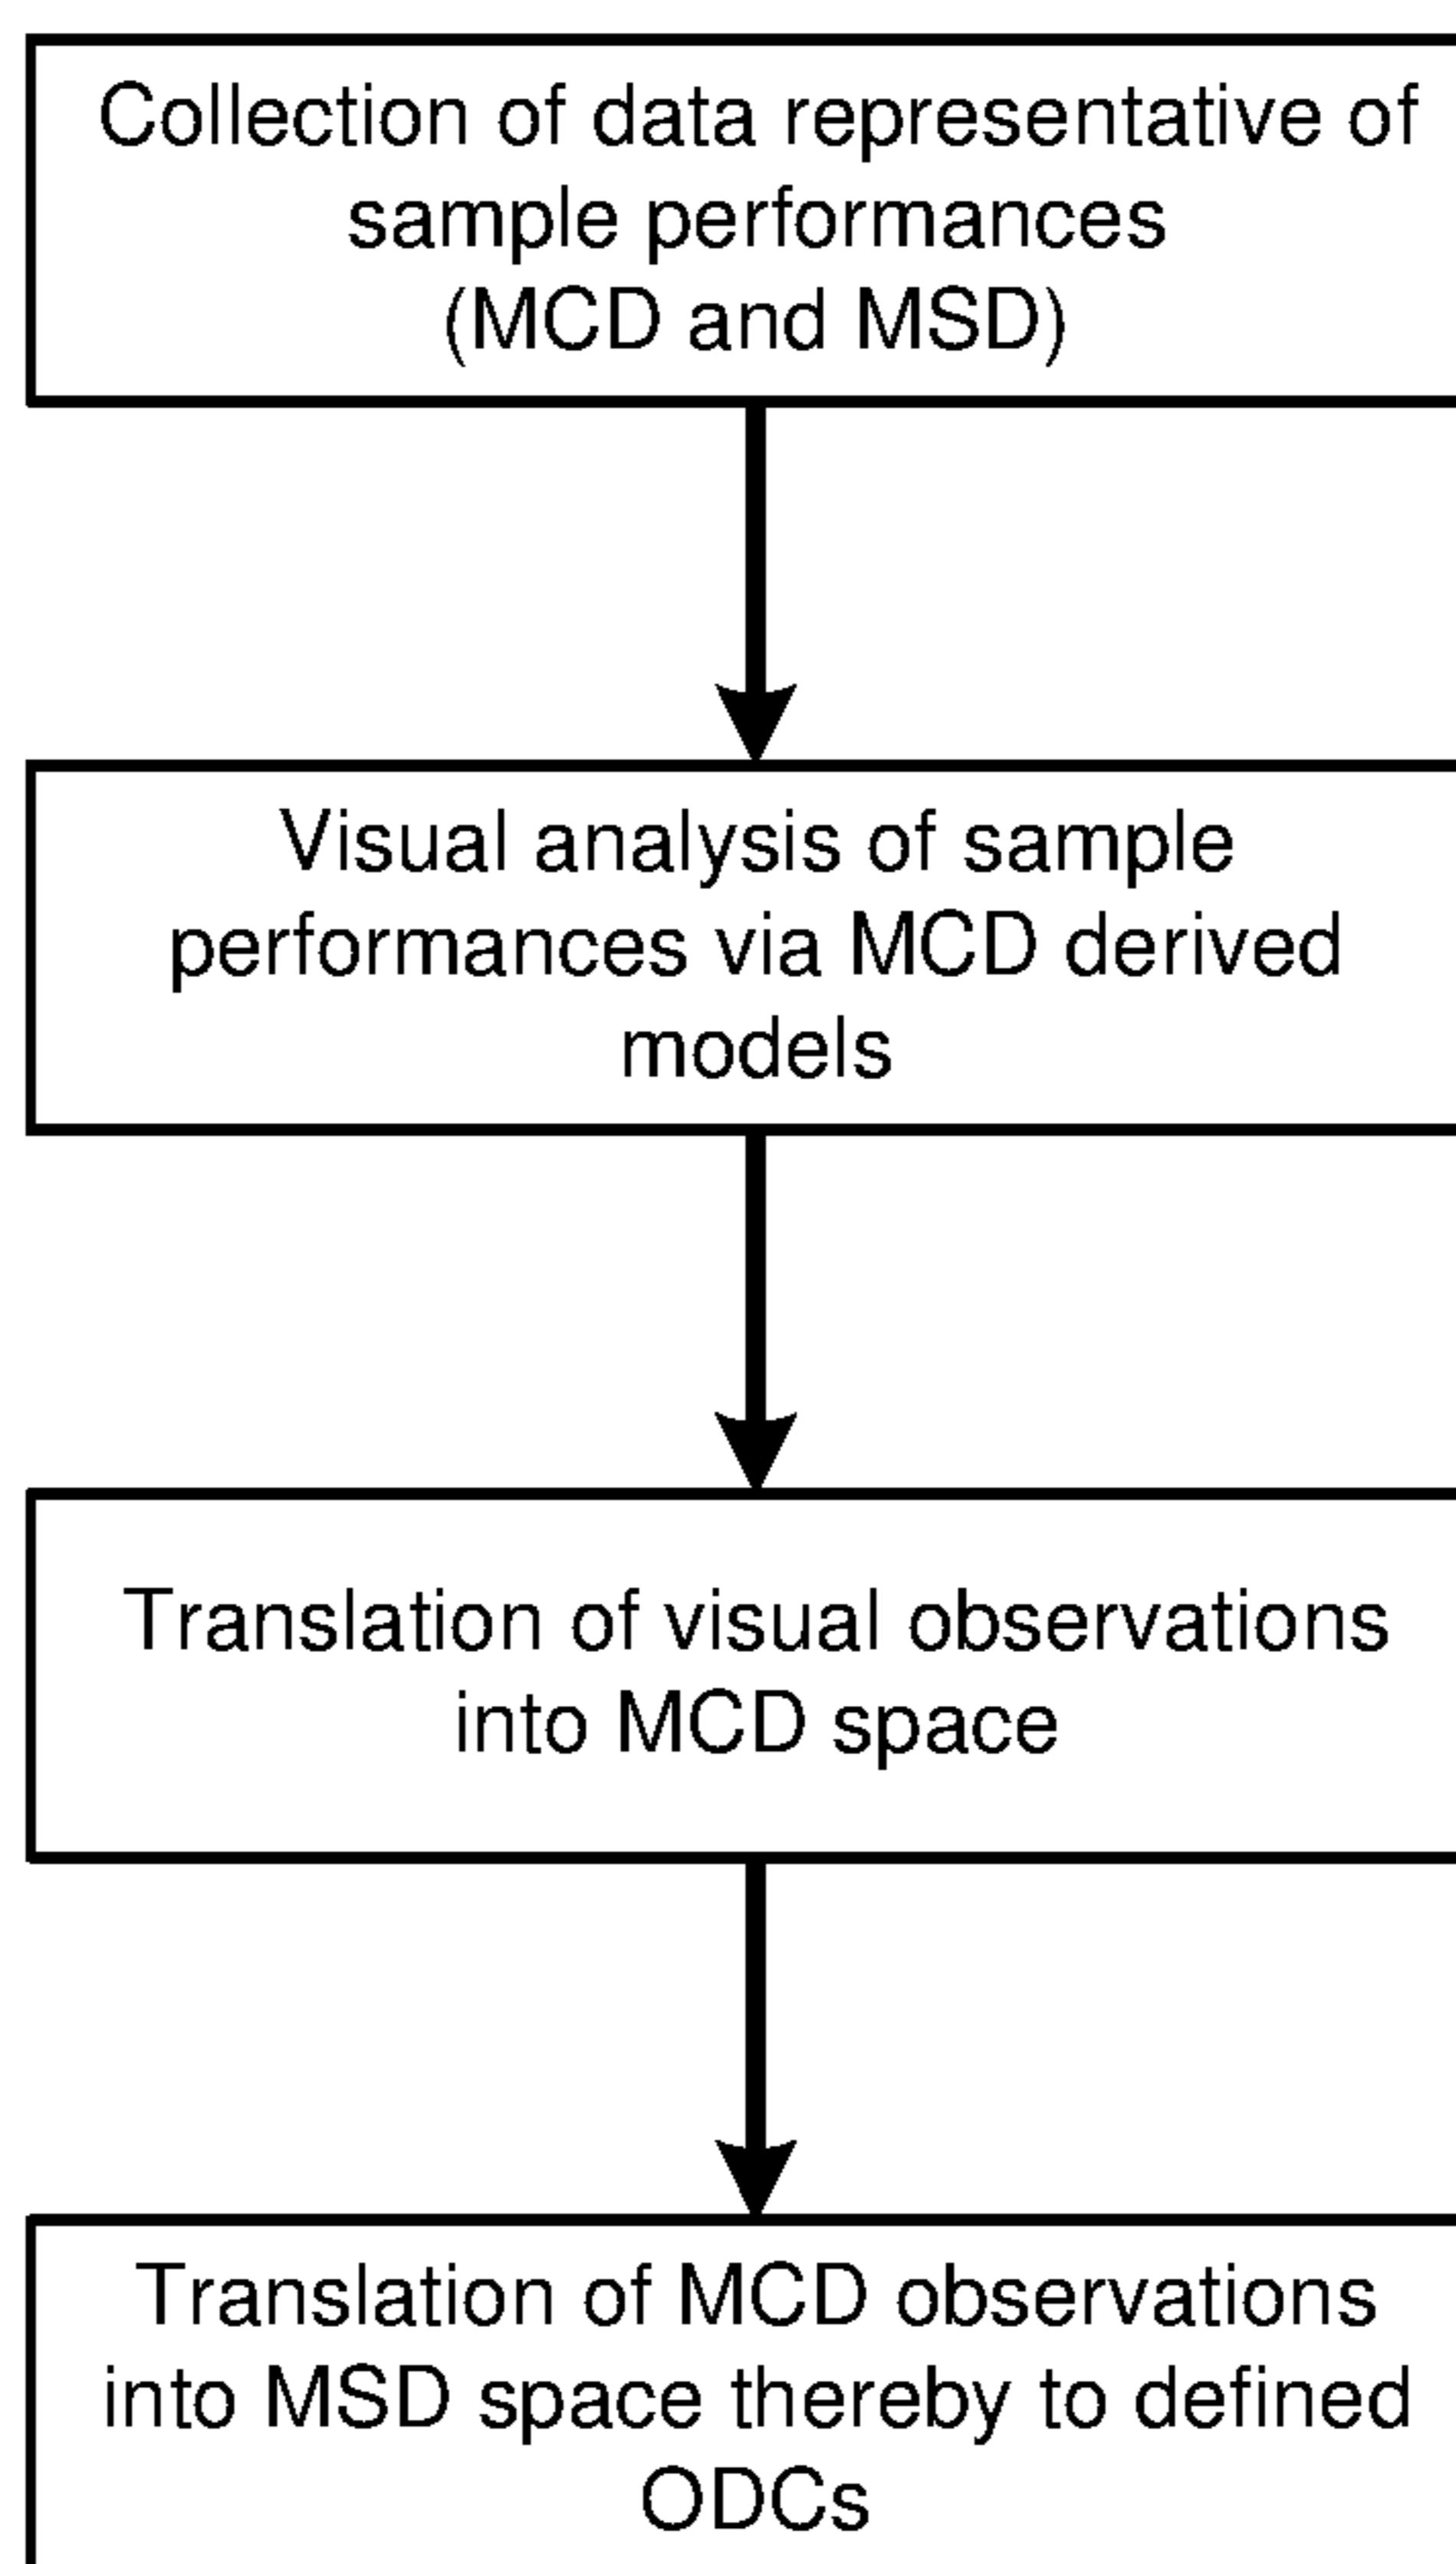 Collection of data representative of
sample performances
(MCD and MSD)
Visual analysis of sample
performances via MCD derived
models
Translation of visual observations
into MCD space
Translation of MCD observations
into MSD space thereby to defined
ODCs